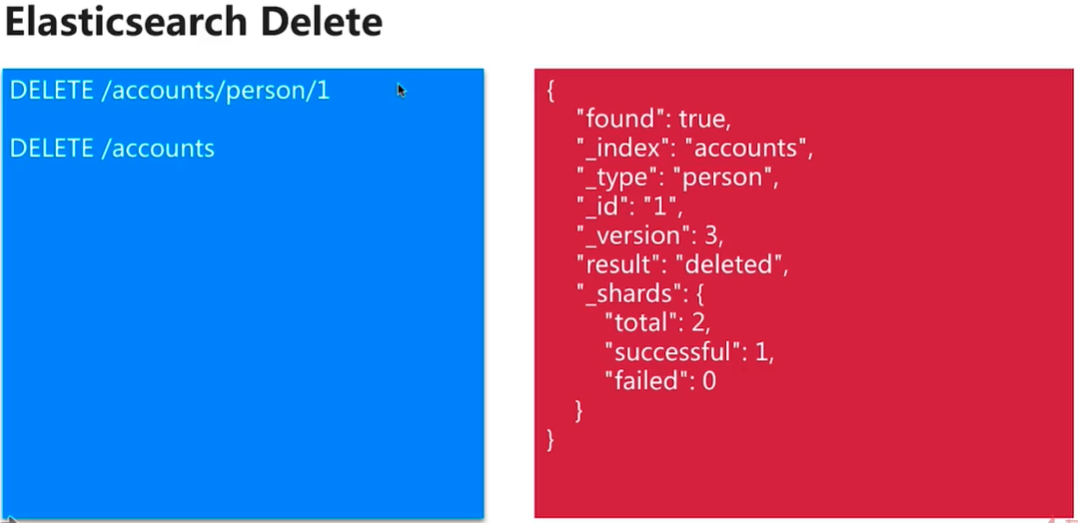 Elasticsearch Delete
DELETE /accounts/person/1
DELETE /accounts
{
"found": true,
"_index": "accounts",
"_type": "person",
"_id": "1",
"_version": 3,
"result": "deleted",
"_shards": {
"total": 2,
"successful": 1,
"failed": 0
}
}